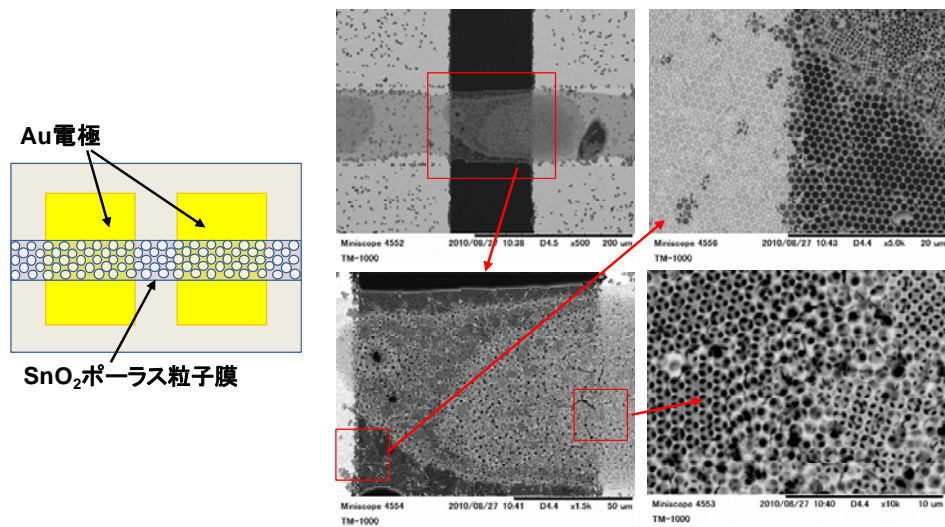 Au電極
SnO₂ポーラス粒子膜
Miniscope 4552 2010/08/27 10:38 D4.5 x500 200 um
TM-1000
Miniscope 4556 2010/08/27 10:43 D4.4 x5.0k 20 um
TM-1000
Miniscope 4554 2010/08/27 10:41 D4.4 x1.5k 50 um
TM-1000
Miniscope 4553 2010/08/27 10:40 D4.4 x10k 10 um
TM-1000